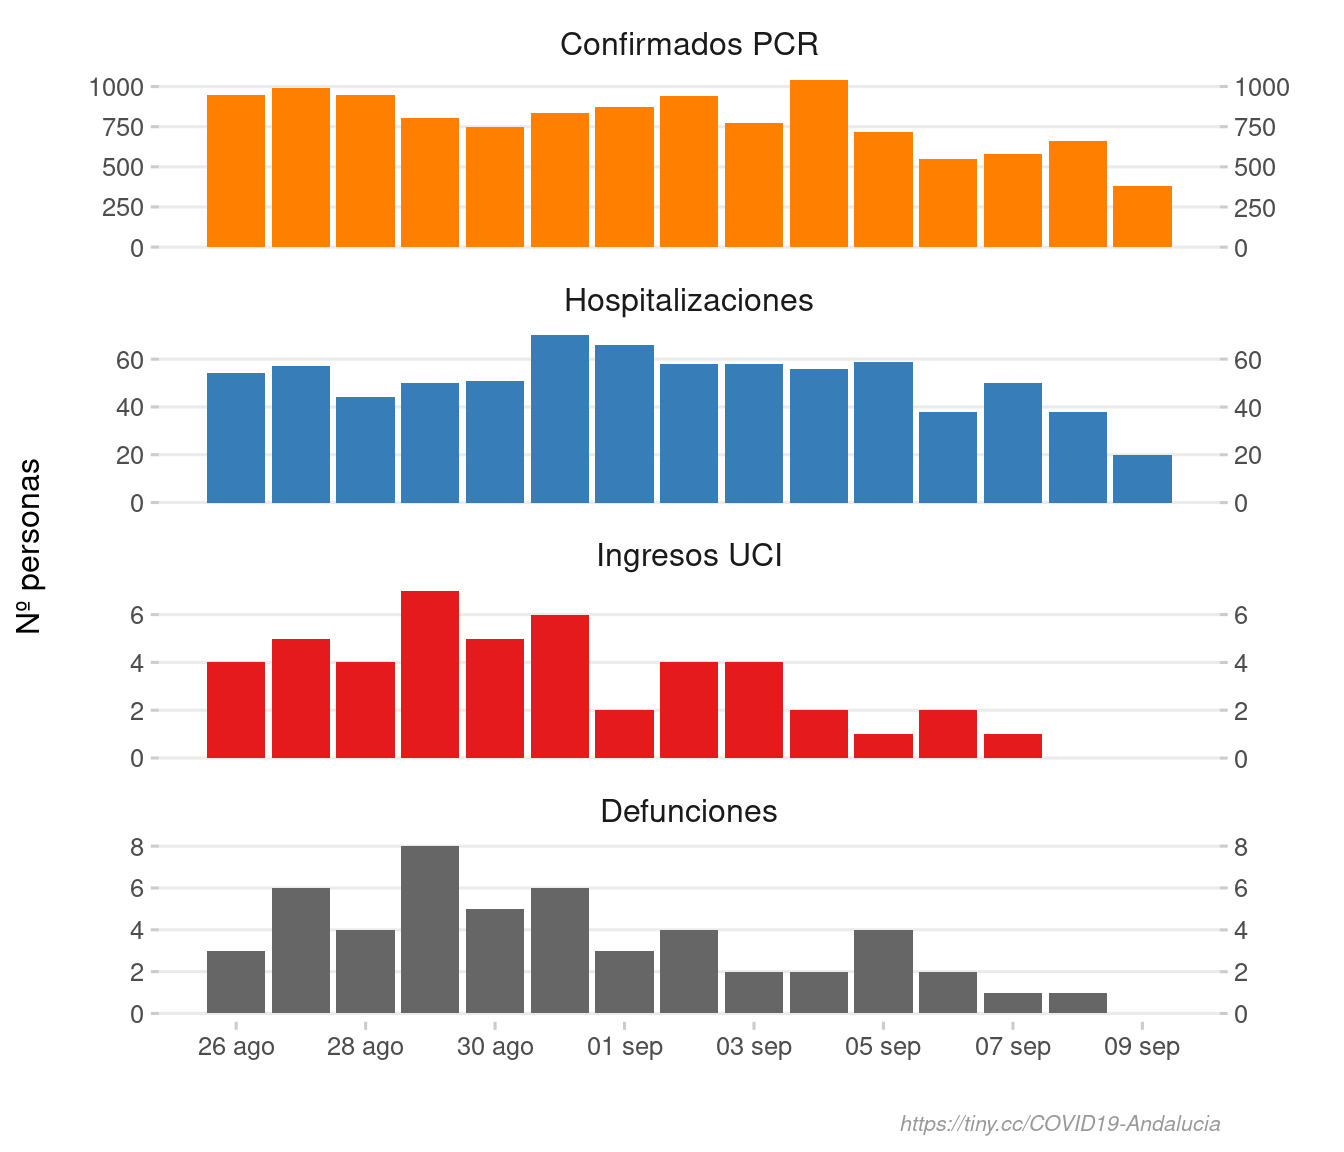 Confirmados PCR
1000 1000
750 750
500 500
250 250
0 0
Hospitalizaciones
60 60
40 40
20 20
0 0
Nº personas
Ingresos UCI
6 6
4 4
2 2
0 0
Defunciones
8 8
6 6
4 4
2 2
0 0
26 ago 28 ago 30 ago 01 sep 03 sep 05 sep 07 sep 09 sep
https://tiny.cc/COVID19-Andalucia